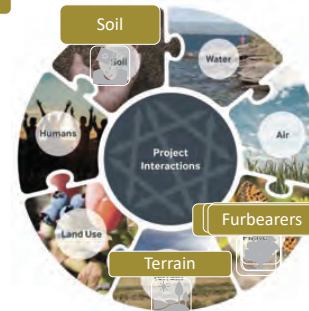 Soil
Soil
Water
Humans
Air
Project
Interactions
Land Use
Furbearers
Terrain